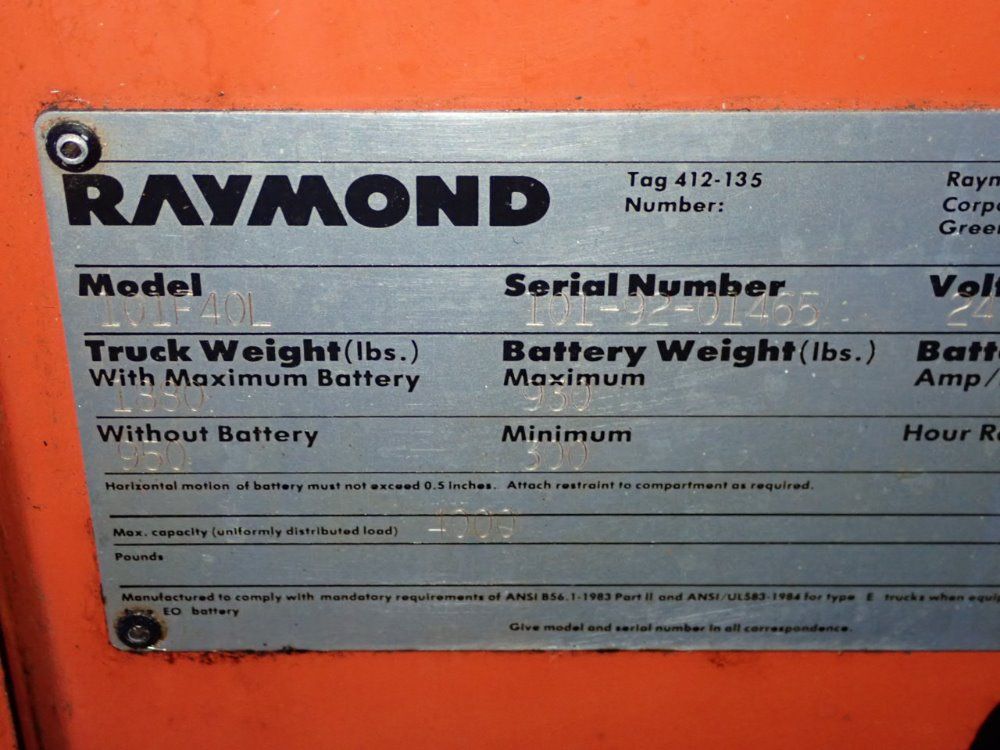 RAYMOND
Tag 412-135
Number:
Raym
Corpo
Green
Model
Serial Number
Volt
101F40L
101-92-01465
24
Truck Weight (lbs.)
Battery Weight (lbs.)
Batt
With Maximum Battery
Maximum
Amp/
930
Without Battery
Minimum
Hour Ra
950
300
Horizontal motion of battery must not exceed 0.5 inches. Attach restraint to compartment as required.
Max. capacity (uniformly distributed load) 4000
Pounds
Manufactured to comply with mandatory requirements of ANSI B56.1-1983 Part II and ANSI/UL583-1984 for type E trucks when equip
type EO battery
Give model and serial number in all correspondence.